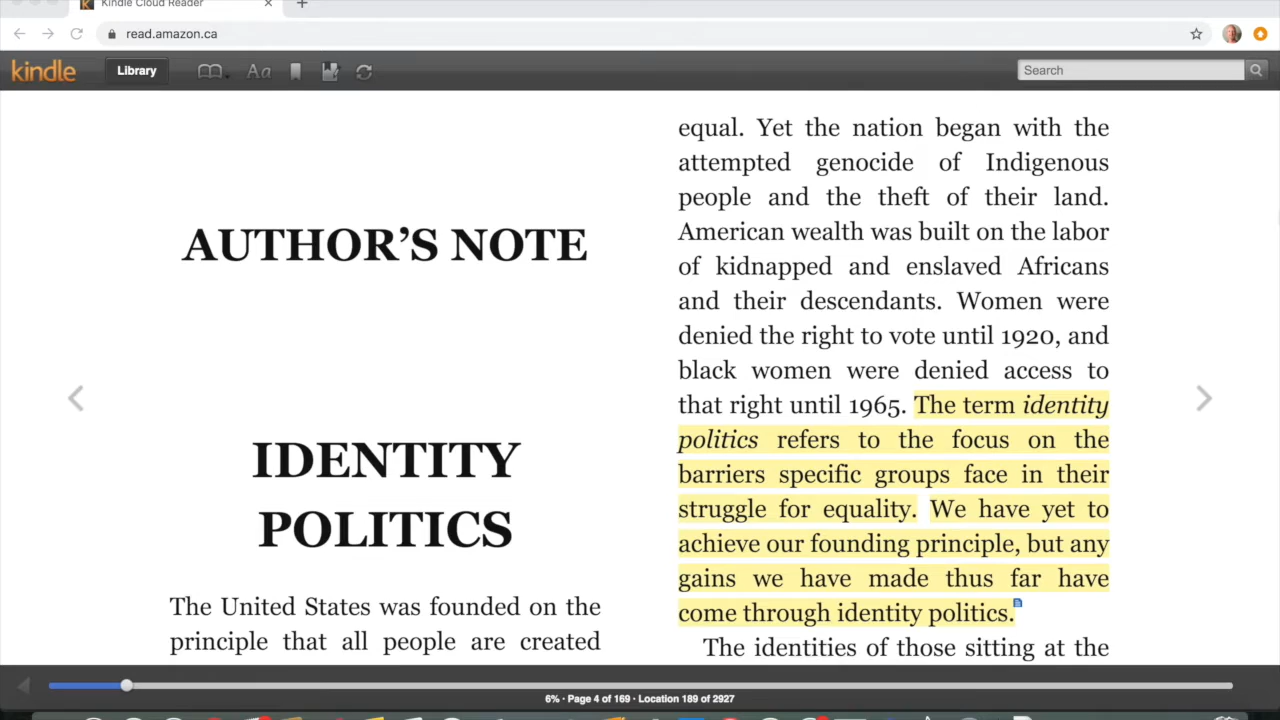 Kindle Cloud Reader
read.amazon.ca
kindle
Library
Aa
Search
AUTHOR'S NOTE
IDENTITY
POLITICS
The United States was founded on the
principle that all people are created
equal. Yet the nation began with the
attempted genocide of Indigenous
people and the theft of their land.
American wealth was built on the labor
of kidnapped and enslaved Africans
and their descendants. Women were
denied the right to vote until 1920, and
black women were denied access to
that right until 1965. The term identity
politics refers to the focus on the
barriers specific groups face in their
struggle for equality. We have yet to
achieve our founding principle, but any
gains we have made thus far have
come through identity politics.
The identities of those sitting at the
6% · Page 4 of 169 · Location 189 of 2927